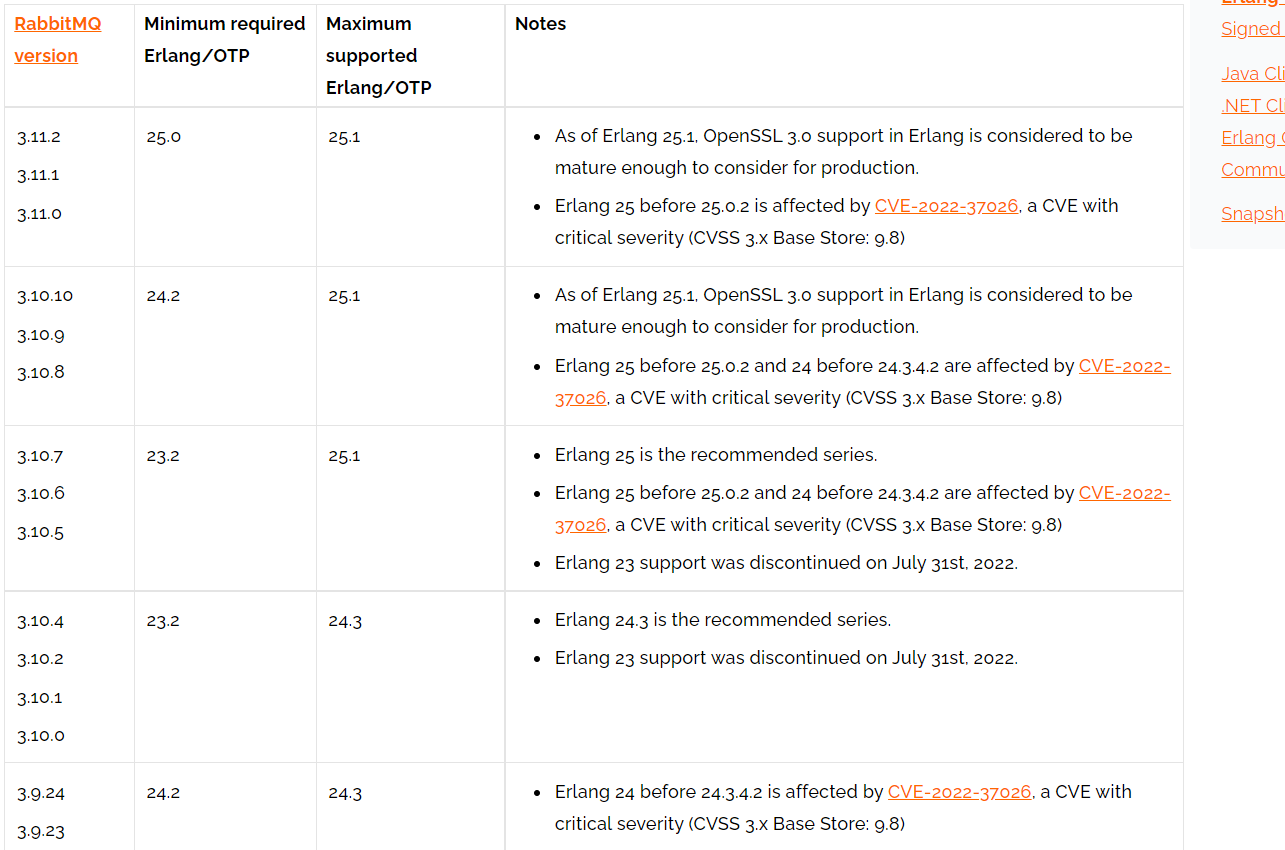 RabbitMQ version
Minimum required Erlang/OTP
Maximum supported Erlang/OTP
Notes
3.11.2
3.11.1
3.11.0
25.0
25.1
As of Erlang 25.1, OpenSSL 3.0 support in Erlang is considered to be
mature enough to consider for production.
Erlang 25 before 25.0.2 is affected by CVE-2022-37026, a CVE with
critical severity (CVSS 3.x Base Store: 9.8)
3.10.10
3.10.9
3.10.8
24.2
25.1
As of Erlang 25.1, OpenSSL 3.0 support in Erlang is considered to be
mature enough to consider for production.
Erlang 25 before 25.0.2 and 24 before 24.3.4.2 are affected by CVE-2022-
37026, a CVE with critical severity (CVSS 3.x Base Store: 9.8)
3.10.7
3.10.6
3.10.5
23.2
25.1
Erlang 25 is the recommended series.
Erlang 25 before 25.0.2 and 24 before 24.3.4.2 are affected by CVE-2022-
37026, a CVE with critical severity (CVSS 3.x Base Store: 9.8)
Erlang 23 support was discontinued on July 31st, 2022.
3.10.4
3.10.2
3.10.1
3.10.0
23.2
24.3
Erlang 24.3 is the recommended series.
Erlang 23 support was discontinued on July 31st, 2022.
3.9.24
3.9.23
24.2
24.3
Erlang 24 before 24.3.4.2 is affected by CVE-2022-37026, a CVE with
critical severity (CVSS 3.x Base Store: 9.8)
Signed
Java Cli
.NET Cli
Erlang
Commu
Snapsh